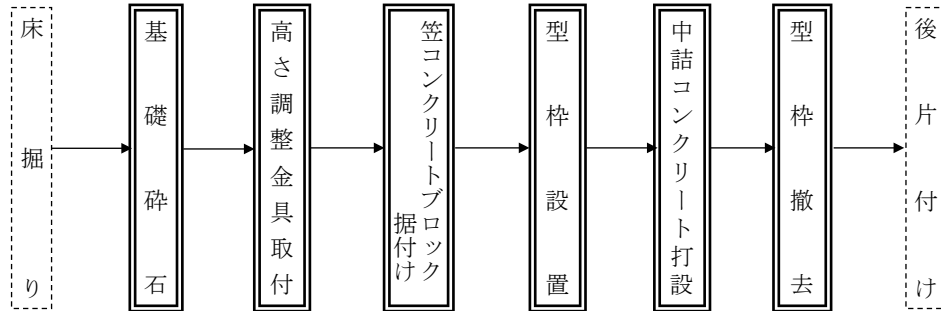 床掘り
基礎砕石
高さ調整金具取付
笠コンクリートブロック
据付け
型枠設置
中詰コンクリート打設
型枠撤去
後片付け